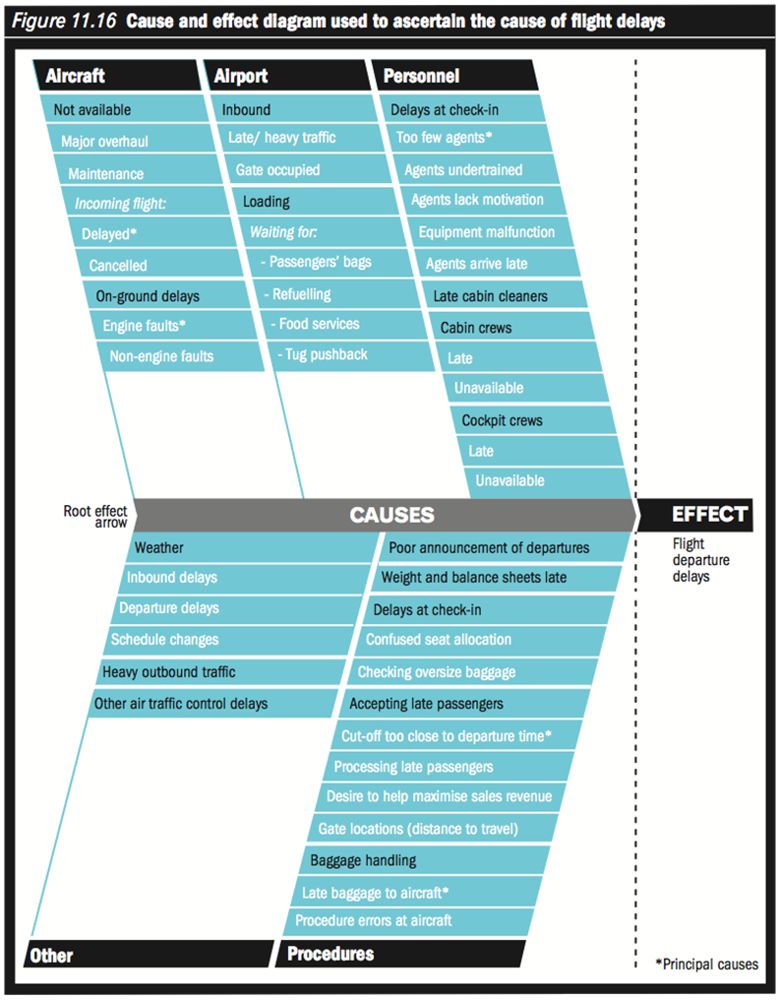 Figure 11.16 Cause and effect diagram used to ascertain the cause of flight delays
Aircraft
Not available
Major overhaul
Maintenance
Incoming flight:
Delayed*
Cancelled
On-ground delays
Engine faults*
Non-engine faults
Airport
Inbound
Late/ heavy traffic
Gate occupied
Loading
Waiting for:
- Passengers' bags
- Refuelling
- Food services
- Tug pushback
Personnel
Delays at check-in
Too few agents*
Agents undertrained
Agents lack motivation
Equipment malfunction
Agents arrive late
Late cabin cleaners
Cabin crews
Late
Unavailable
Cockpit crews
Late
Unavailable
Root effect
arrow
CAUSES
EFFECT
Flight
departure
delays
Weather
Inbound delays
Departure delays
Schedule changes
Heavy outbound traffic
Other air traffic control delays
Other
Poor announcement of departures
Weight and balance sheets late
Delays at check-in
Confused seat allocation
Checking oversize baggage
Accepting late passengers
Cut-off too close to departure time*
Processing late passengers
Desire to help maximise sales revenue
Gate locations (distance to travel)
Baggage handling
Late baggage to aircraft*
Procedure errors at aircraft
Procedures
*Principal causes